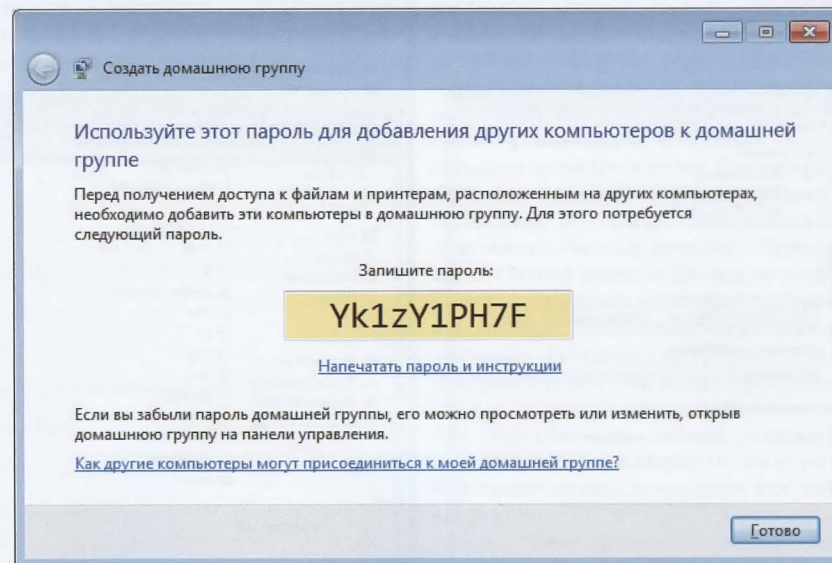 Создать домашнюю группу
Используйте этот пароль для добавления других компьютеров к домашней
группе
Перед получением доступа к файлам и принтерам, расположенным на других компьютерах,
необходимо добавить эти компьютеры в домашнюю группу. Для этого потребуется
следующий пароль.
Запишите пароль:
Yk1zY1PH7F
Напечатать пароль и инструкции
Если вы забыли пароль домашней группы, его можно просмотреть или изменить, открыв
домашнюю группу на панели управления.
Как другие компьютеры могут присоединиться к моей домашней группе?
Готово